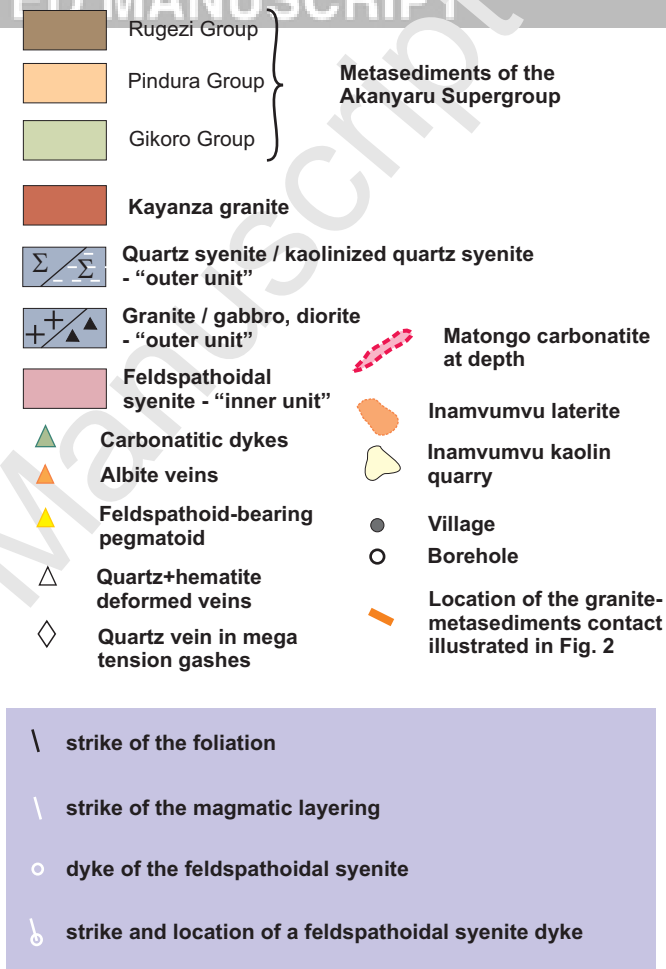 ED MANUSCRIPT
Rugezi Group
Pindura Group
Gikoro Group
Metasediments of the
Akanyaru Supergroup
Kayanza granite
Σ Σ
Quartz syenite / kaolinized quartz syenite
- “outer unit”
Granite / gabbro, diorite
- “outer unit”
Feldspathoidal
syenite - “inner unit”
Carbonatitic dykes
Albite veins
Feldspathoid-bearing
pegmatoid
Quartz+hematite
deformed veins
Quartz vein in mega
tension gashes
Matongo carbonatite
at depth
Inamvumvu laterite
Inamvumvu kaolin
quarry
Village
Borehole
Location of the granite-
metasediments contact
illustrated in Fig. 2
strike of the foliation
strike of the magmatic layering
dyke of the feldspathoidal syenite
strike and location of a feldspathoidal syenite dyke
Manuscript